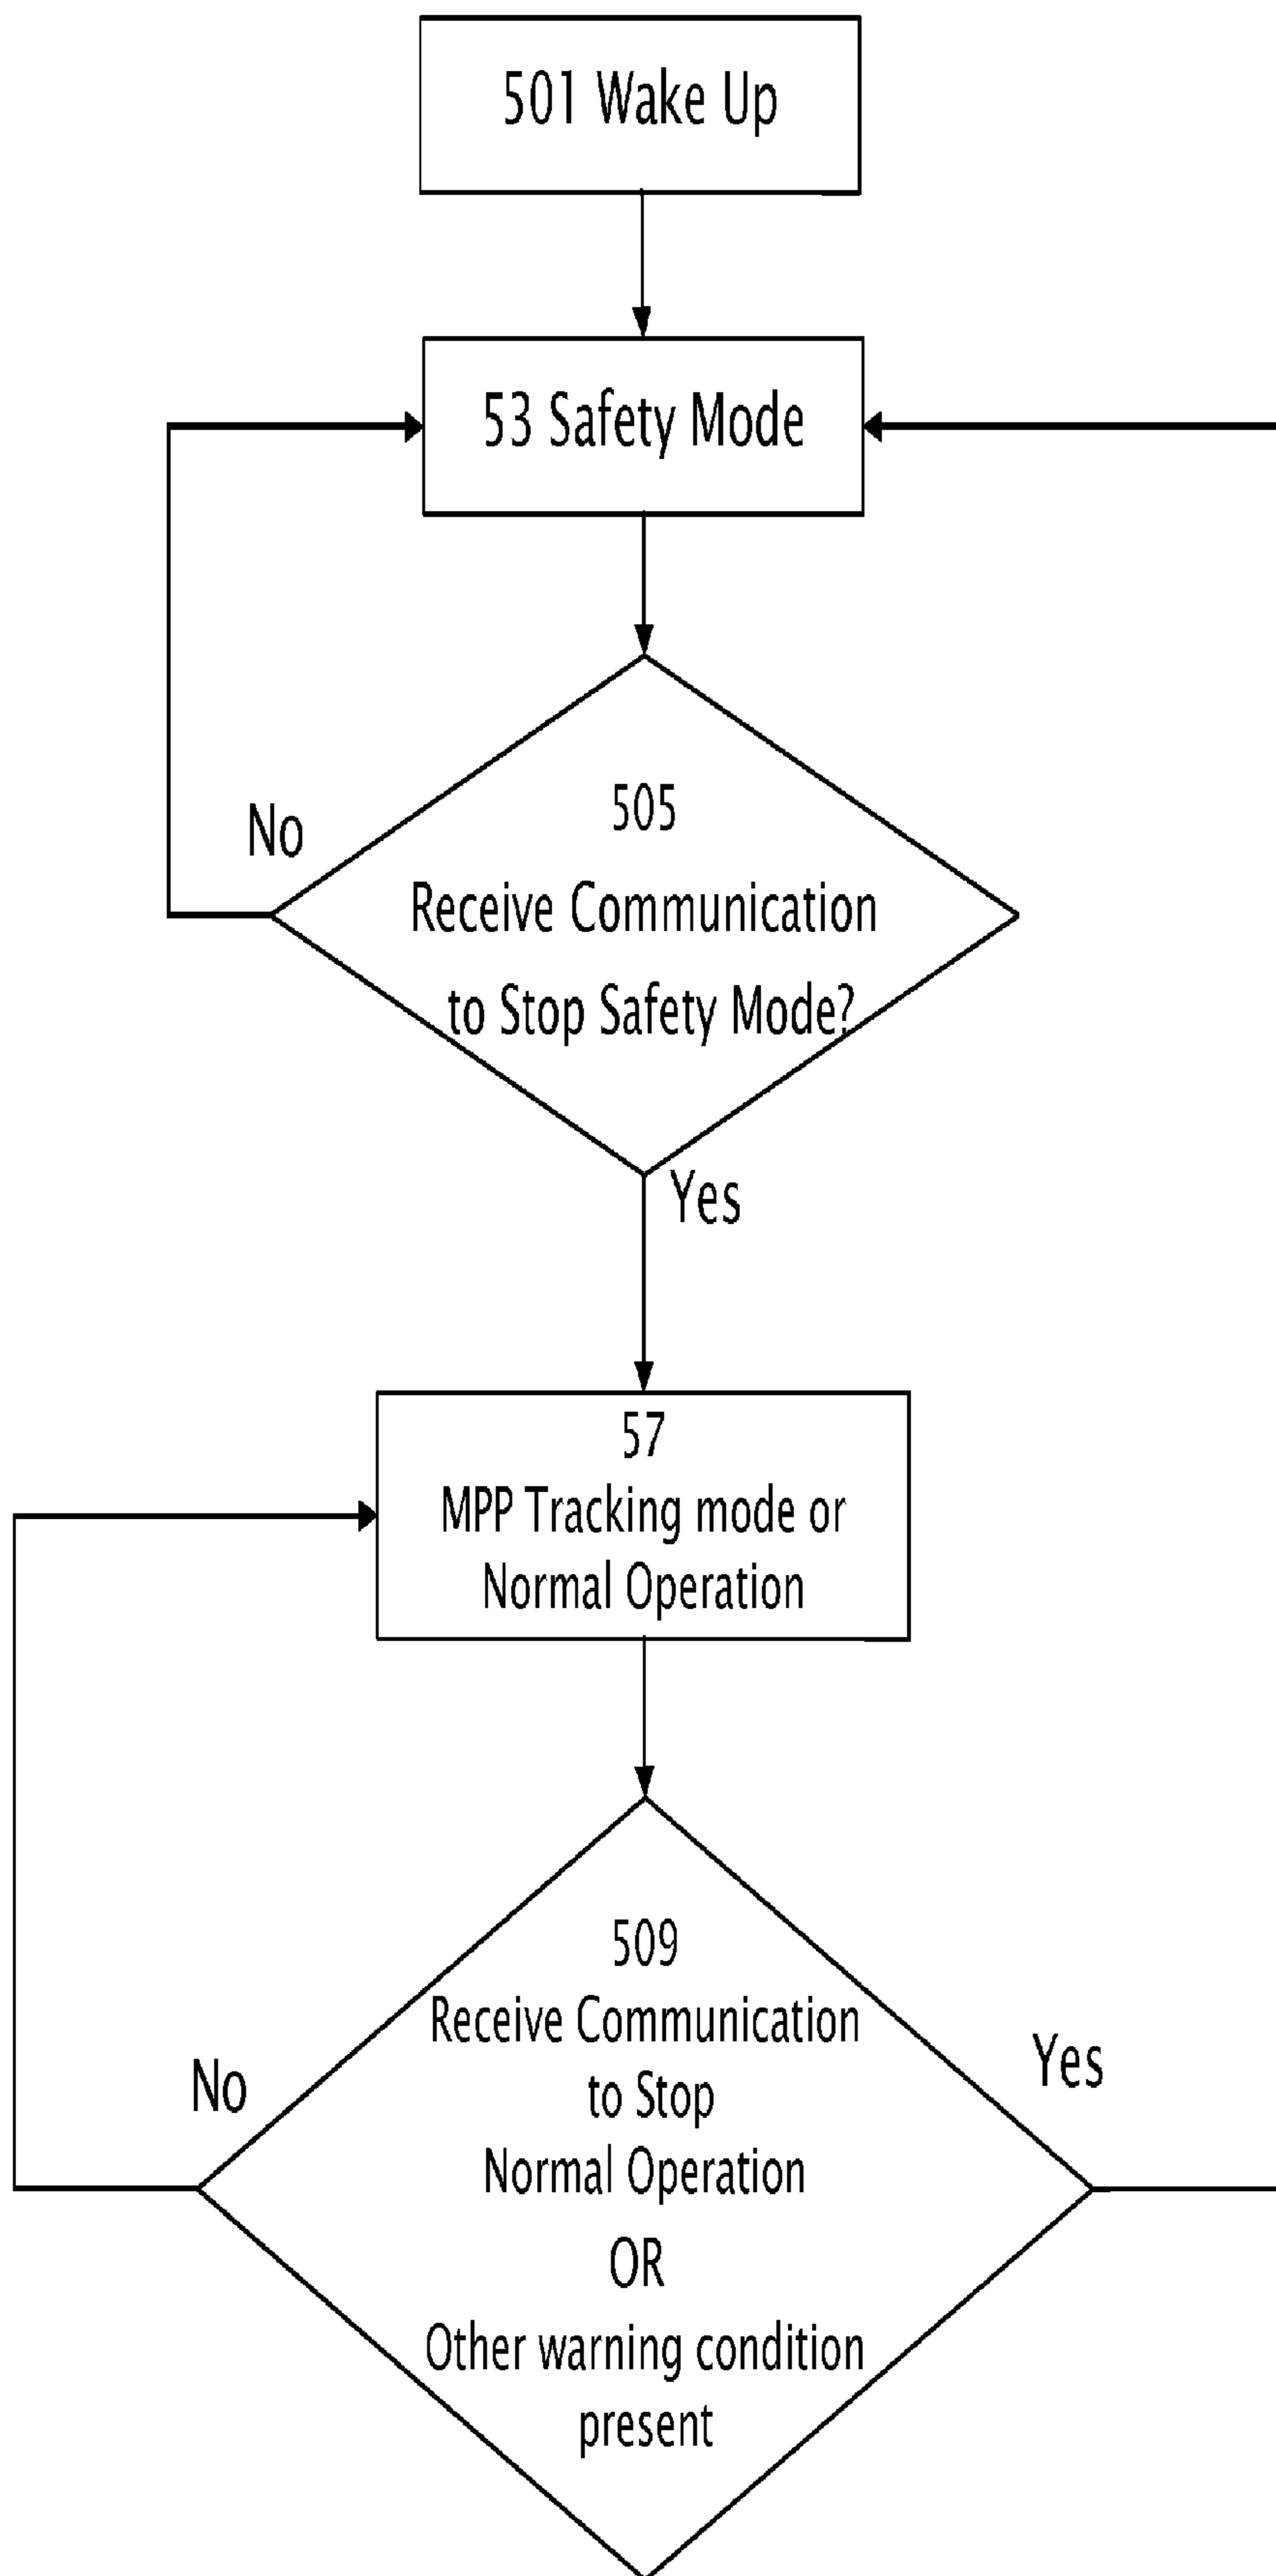 501 Wake Up
53 Safety Mode
505
Receive Communication
to Stop Safety Mode?
No
Yes
57
MPP Tracking mode or
Normal Operation
509
Receive Communication
to Stop
Normal Operation
OR
Other warning condition
present
No
Yes